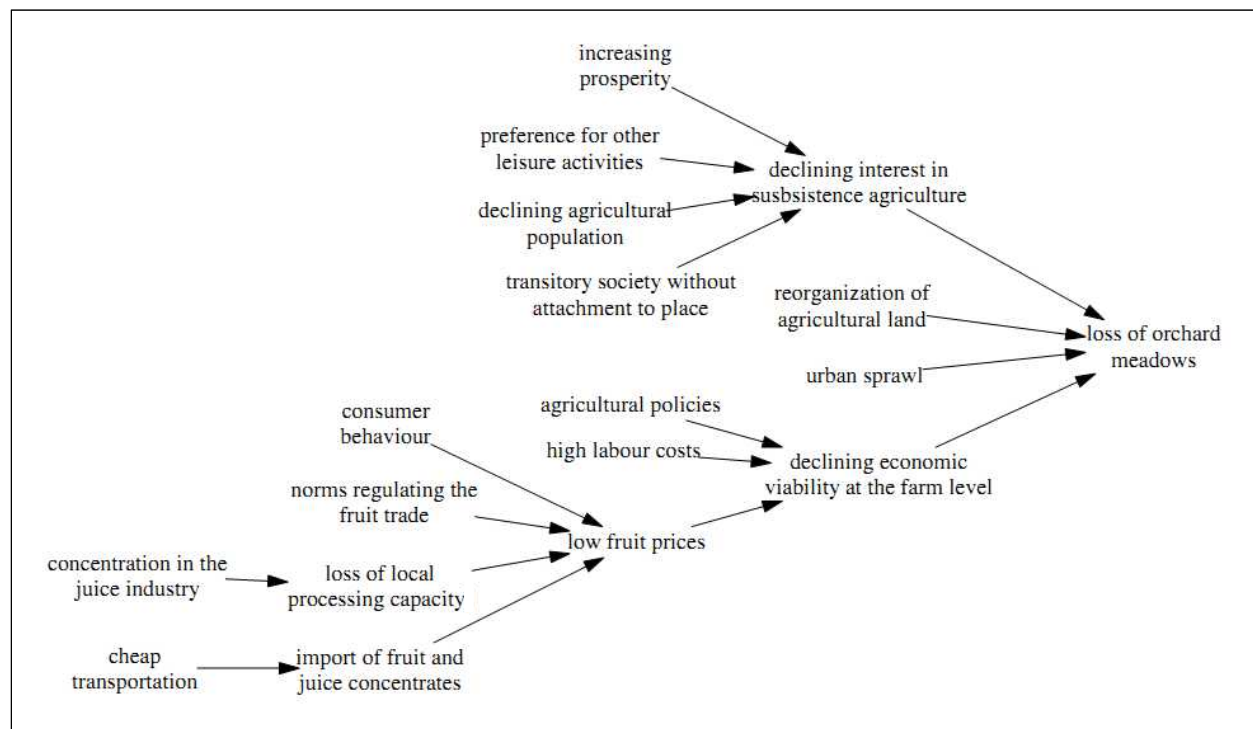 increasing
prosperity
preference for other
leisure activities
declining interest in
susbsistence agriculture
declining agricultural
population
transitory society without
attachment to place
reorganization of
agricultural land
loss of orchard
meadows
urban sprawl
agricultural policies
consumer
behaviour
high labour costs
declining economic
viability at the farm level
norms regulating the
fruit trade
low fruit prices
concentration in the
juice industry
loss of local
processing capacity
cheap
transportation
import of fruit and
juice concentrates